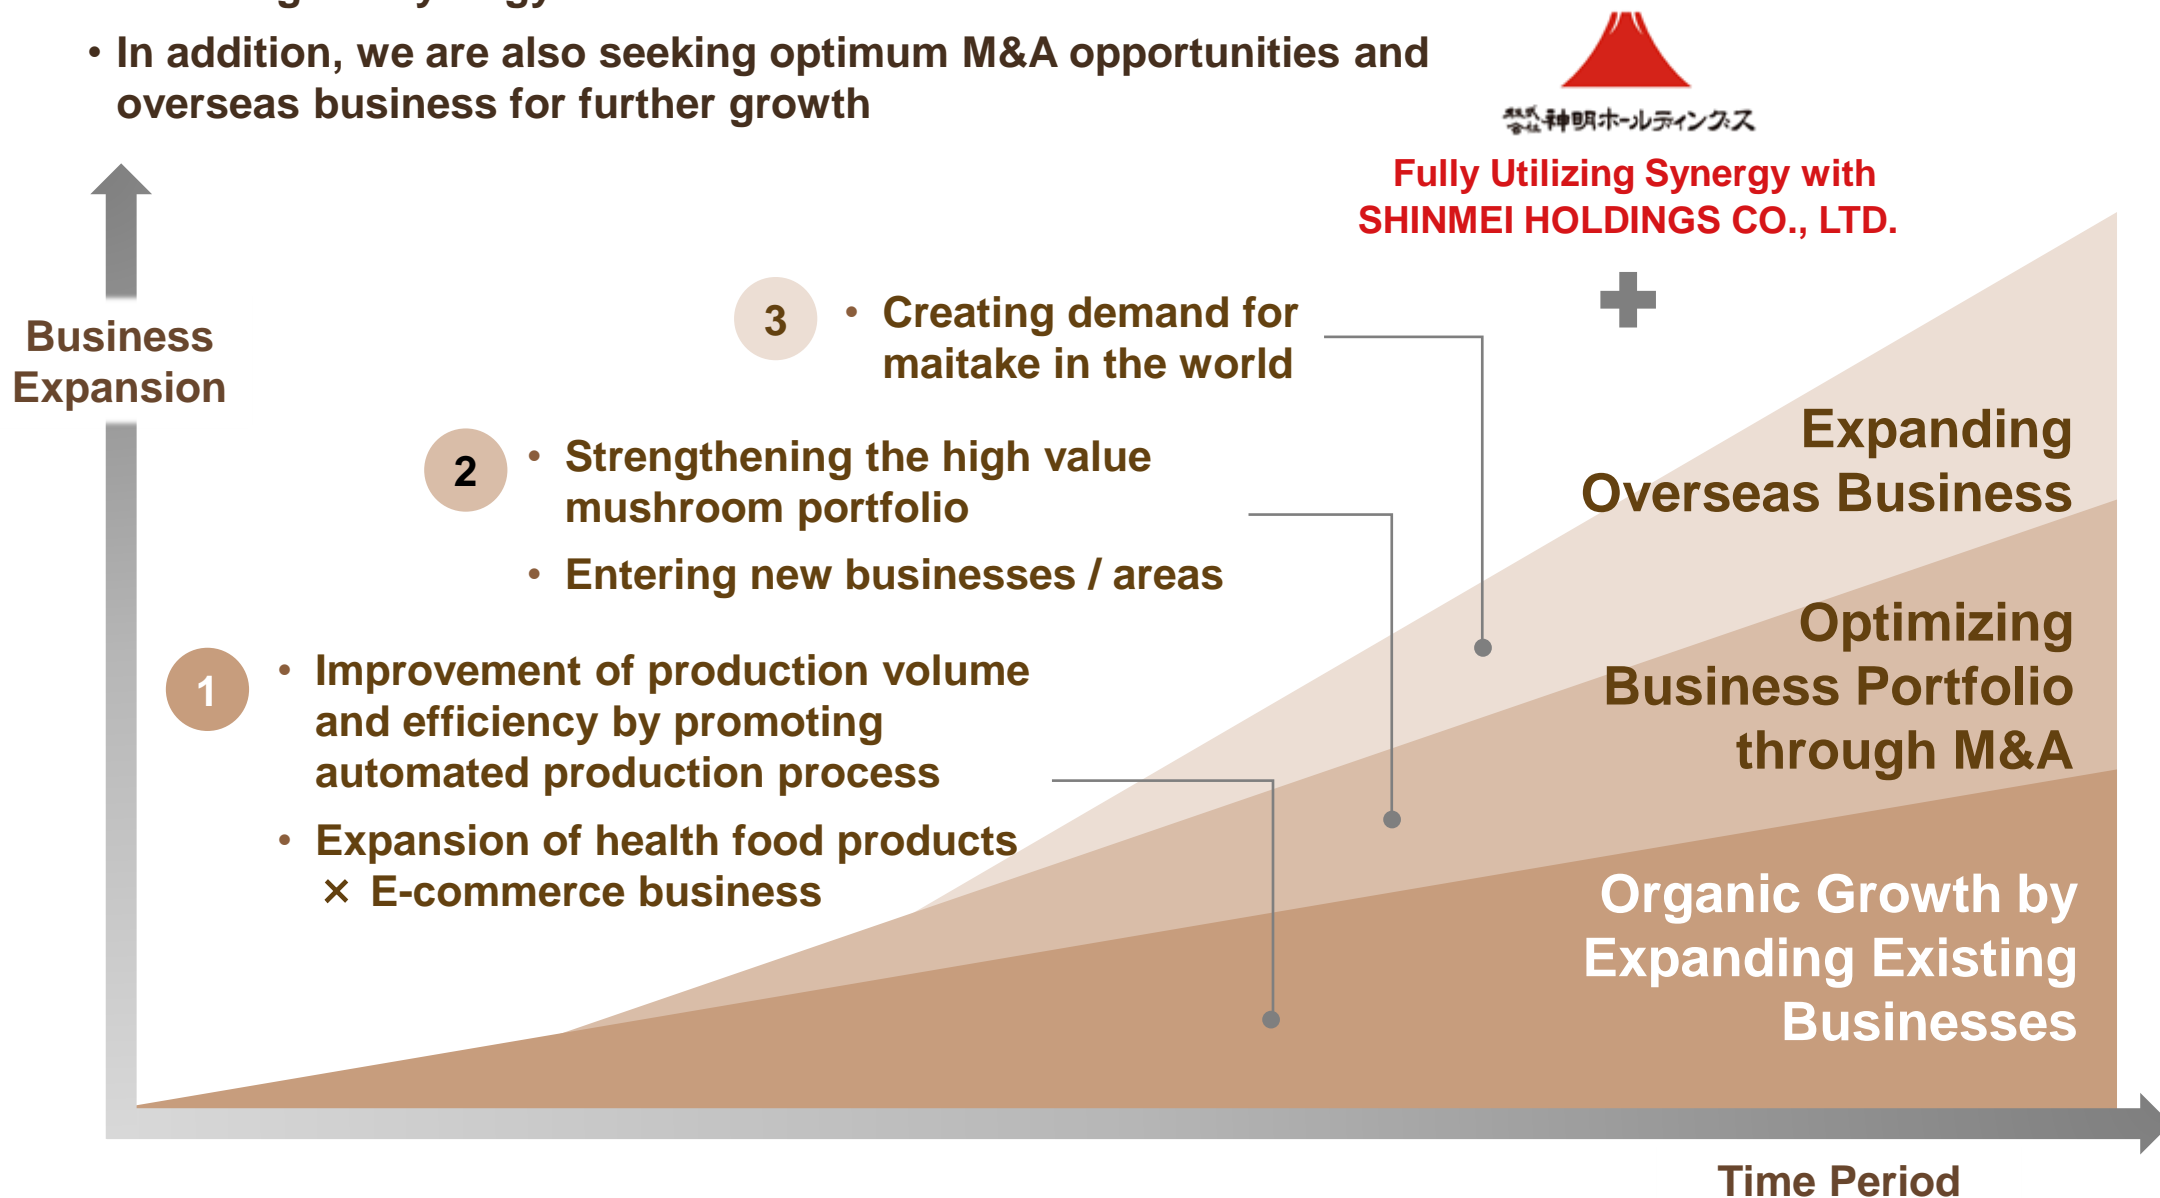 • In addition, we are also seeking optimum M&A opportunities and
overseas business for further growth
株式会社神明ホールディングス
Fully Utilizing Synergy with
SHINMEI HOLDINGS CO., LTD.
Business
Expansion
3
• Creating demand for
maitake in the world
2
• Strengthening the high value
mushroom portfolio
• Entering new businesses / areas
1
• Improvement of production volume
and efficiency by promoting
automated production process
• Expansion of health food products
× E-commerce business
Expanding
Overseas Business
Optimizing
Business Portfolio
through M&A
Organic Growth by
Expanding Existing
Businesses
Time Period